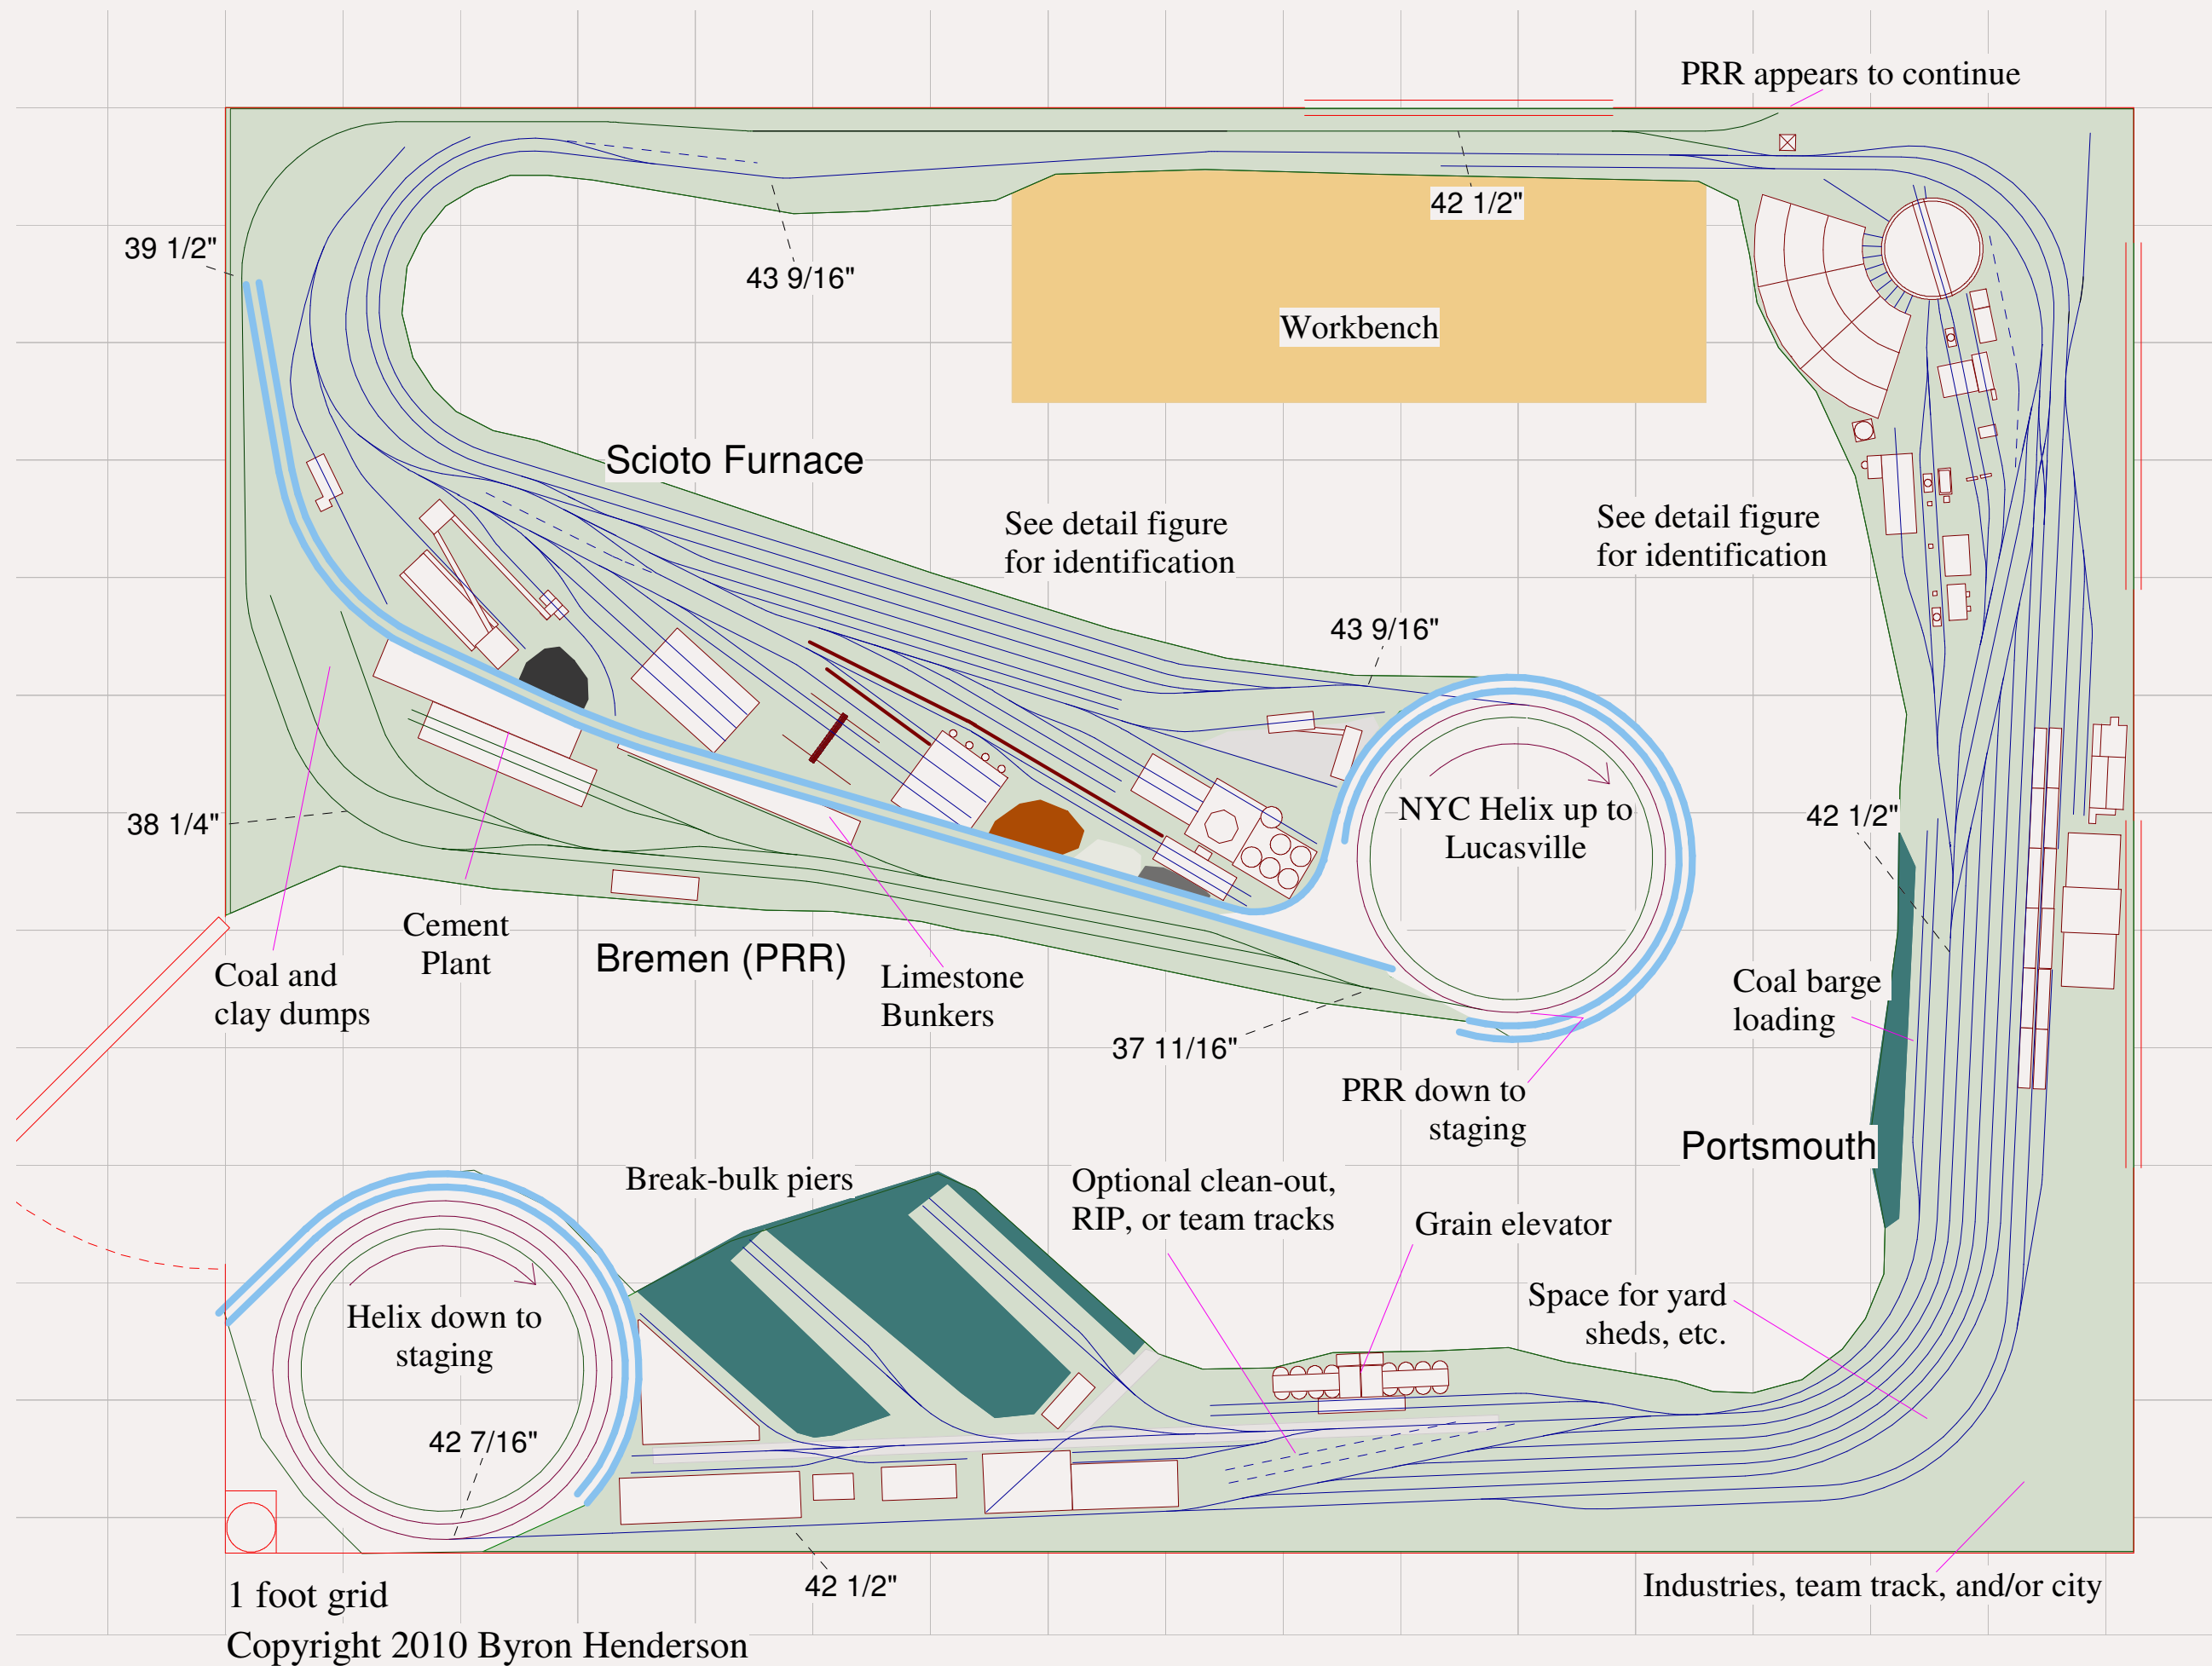 PRR appears to continue
42 1/2"
39 1/2"
43 9/16"
Workbench
Scioto Furnace
See detail figure
for identification
See detail figure
for identification
43 9/16"
NYC Helix up to
Lucasville
42 1/2"
38 1/4"
Cement
Plant
Bremen (PRR)
Coal and
clay dumps
Limestone
Bunkers
Coal barge
loading
37 11/16"
PRR down to
staging
Portsmouth
Break-bulk piers
Optional clean-out,
RIP, or team tracks
Grain elevator
Space for yard
sheds, etc.
Helix down to
staging
42 7/16"
42 1/2"
Industries, team track, and/or city
1 foot grid
Copyright 2010 Byron Henderson